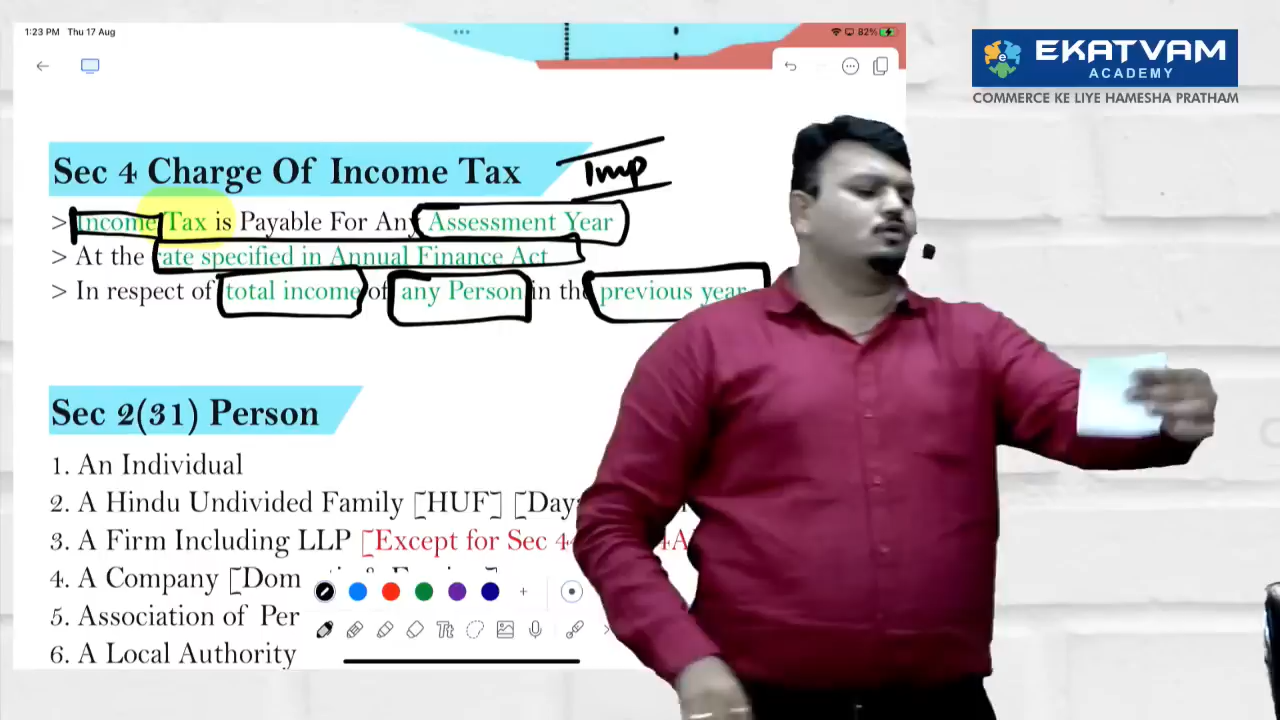 1:23 PM Thu 17 Aug
82%
EKATVAM
ACADEMY
COMMERCE KE LIYE HAMESHA PRATHAM
Sec 4 Charge Of Income Tax
Imp
> Income Tax is Payable For Any Assessment Year
> At the rate specified in Annual Finance Act
> In respect of total income of any Person in the previous year
Sec 2(31) Person
1. An Individual
2. A Hindu Undivided Family [HUF]
3. A Firm Including LLP [Except for Sec
4. A Company
5. Association of
6. A Local Authority
Tt